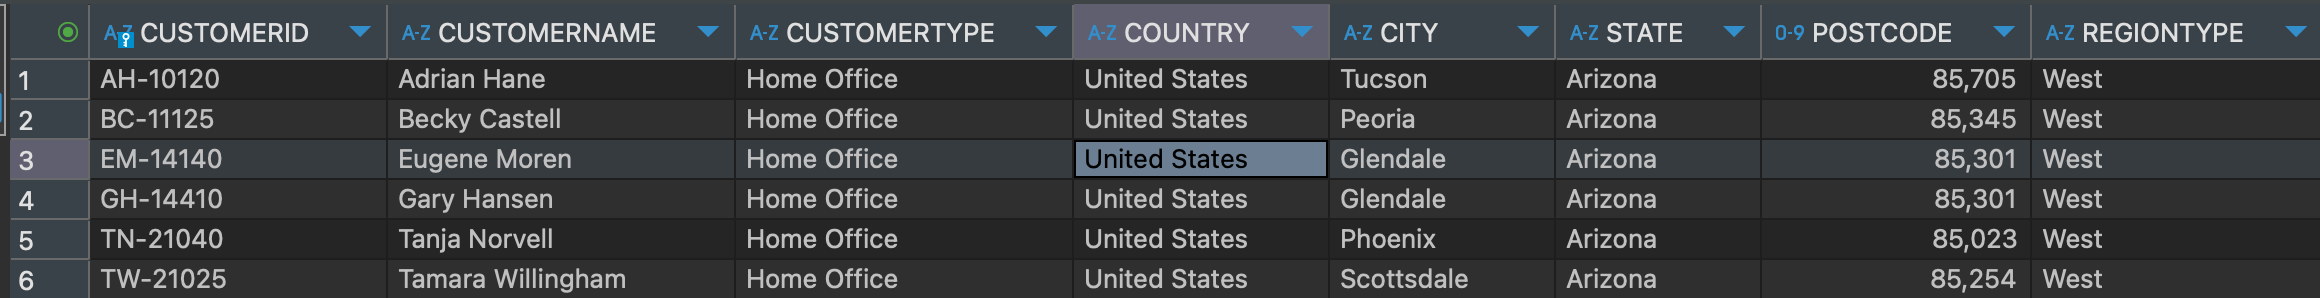 A-Z CUSTOMERID A-Z CUSTOMERNAME A-Z CUSTOMERTYPE A-Z COUNTRY A-Z CITY A-Z STATE 0-9 POSTCODE A-Z REGIONTYPE
1 AH-10120 Adrian Hane Home Office United States Tucson Arizona 85,705 West
2 BC-11125 Becky Castell Home Office United States Peoria Arizona 85,345 West
3 EM-14140 Eugene Moren Home Office United States Glendale Arizona 85,301 West
4 GH-14410 Gary Hansen Home Office United States Glendale Arizona 85,301 West
5 TN-21040 Tanja Norvell Home Office United States Phoenix Arizona 85,023 West
6 TW-21025 Tamara Willingham Home Office United States Scottsdale Arizona 85,254 West